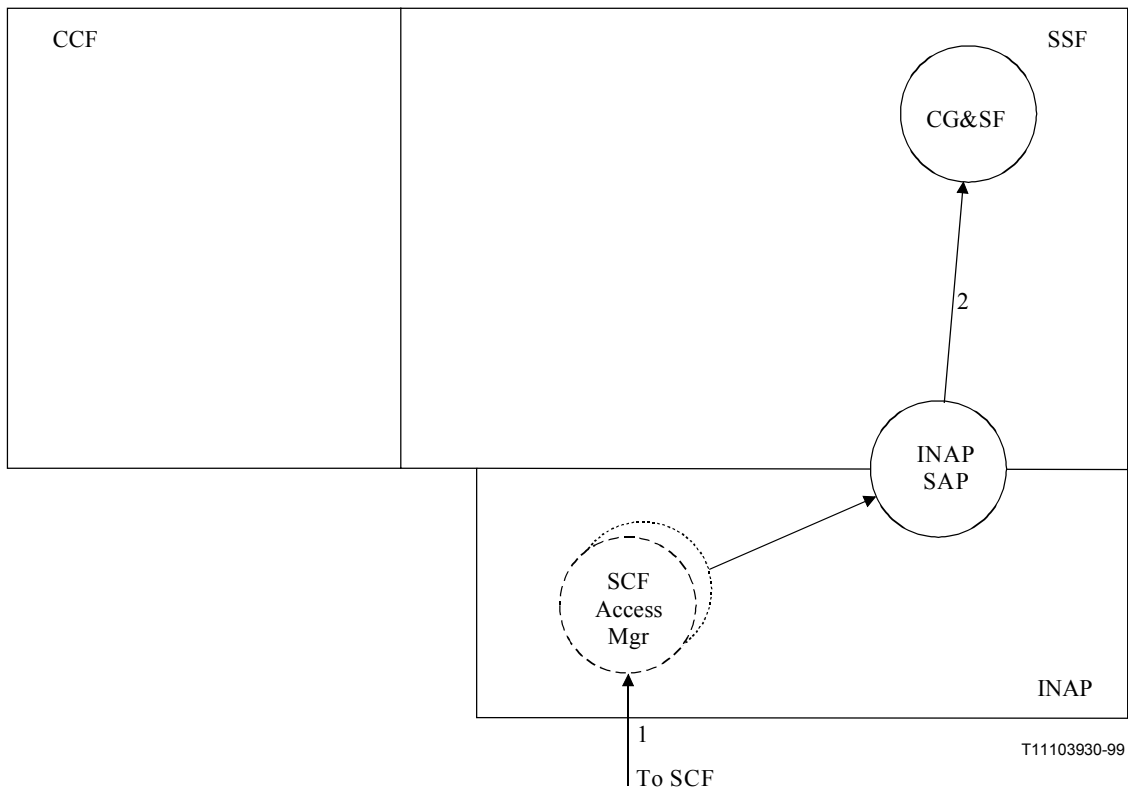 CCF
SSF
CG&SF
2
INAP
SAP
SCF
Access
Mgr
INAP
1
T11103930-99
To SCF